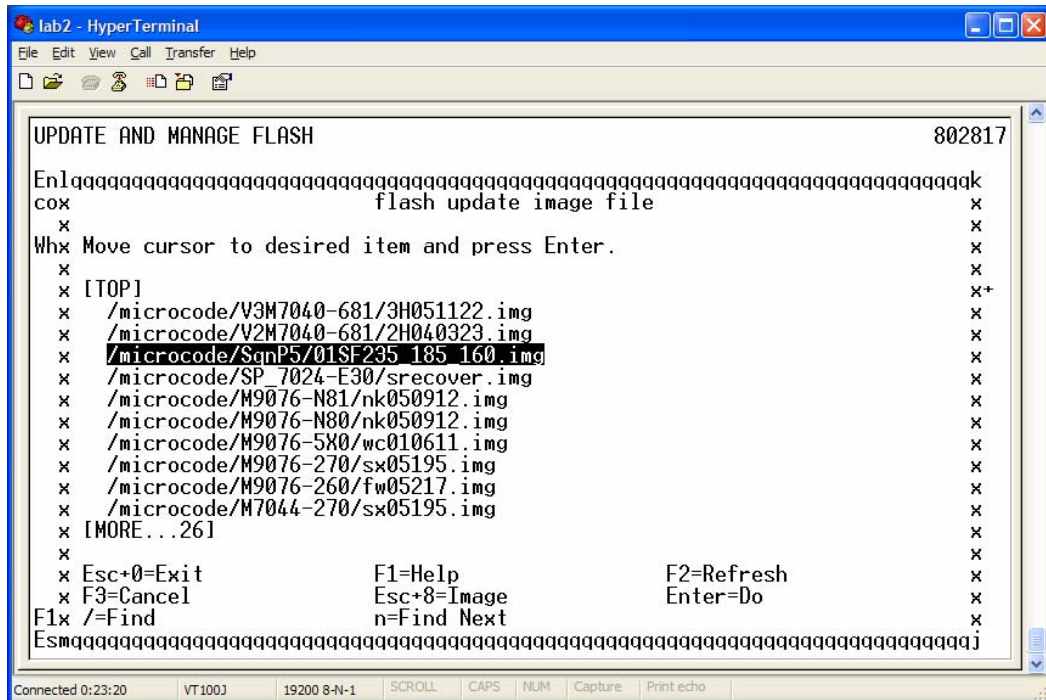 lab2 - HyperTerminal
File Edit View Call Transfer Help
UPDATE AND MANAGE FLASH 802817
Enlqqqqqqqqqqqqqqqqqqqqqqqqqqqqqqqqqqqqqqqqqqqqqqqqqqqqqqqqqqqqqqqqqqqqqqqqqqk
cox flash update image file x
x x
Whx Move cursor to desired item and press Enter. x
x x
x [TOP] x+
x /microcode/V3M7040-681/3H051122.img x
x /microcode/V2M7040-681/2H040323.img x
x /microcode/SqnP5/01SF235_185_160.img x
x /microcode/SP_7024-E30/srecover.img x
x /microcode/M9076-N81/nk050912.img x
x /microcode/M9076-N80/nk050912.img x
x /microcode/M9076-5X0/wc010611.img x
x /microcode/M9076-270/sx05195.img x
x /microcode/M9076-260/fw05217.img x
x /microcode/M7044-270/sx05195.img x
x [MORE...26] x
x x
x Esc+0=Exit F1=Help F2=Refresh x
x F3=Cancel Esc+8=Image Enter=Do x
F1x /=Find n=Find Next x
Esmqqqqqqqqqqqqqqqqqqqqqqqqqqqqqqqqqqqqqqqqqqqqqqqqqqqqqqqqqqqqqqqqqqqqqqqqqqj
Connected 0:23:20 VT100J 19200 8-N-1 SCROLL CAPS NUM Capture Print echo